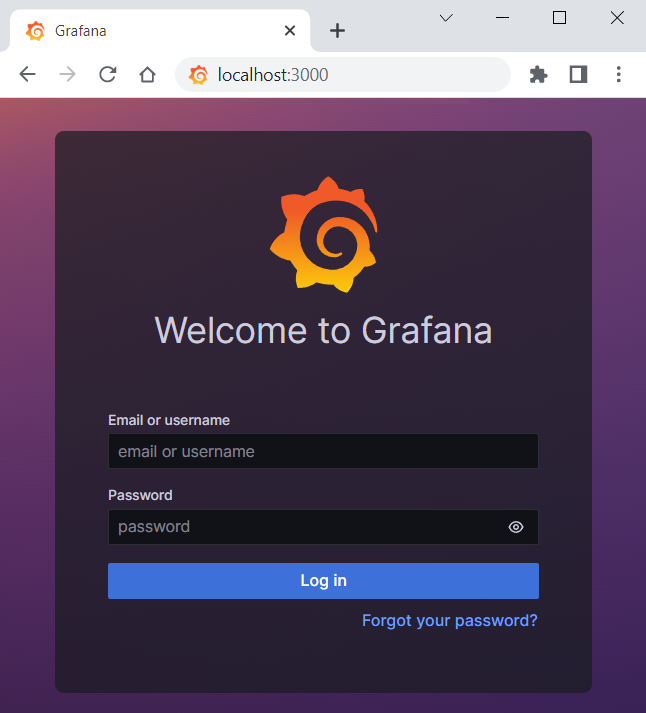 Grafana
localhost:3000
Welcome to Grafana
Email or username
email or username
Password
password
Log in
Forgot your password?